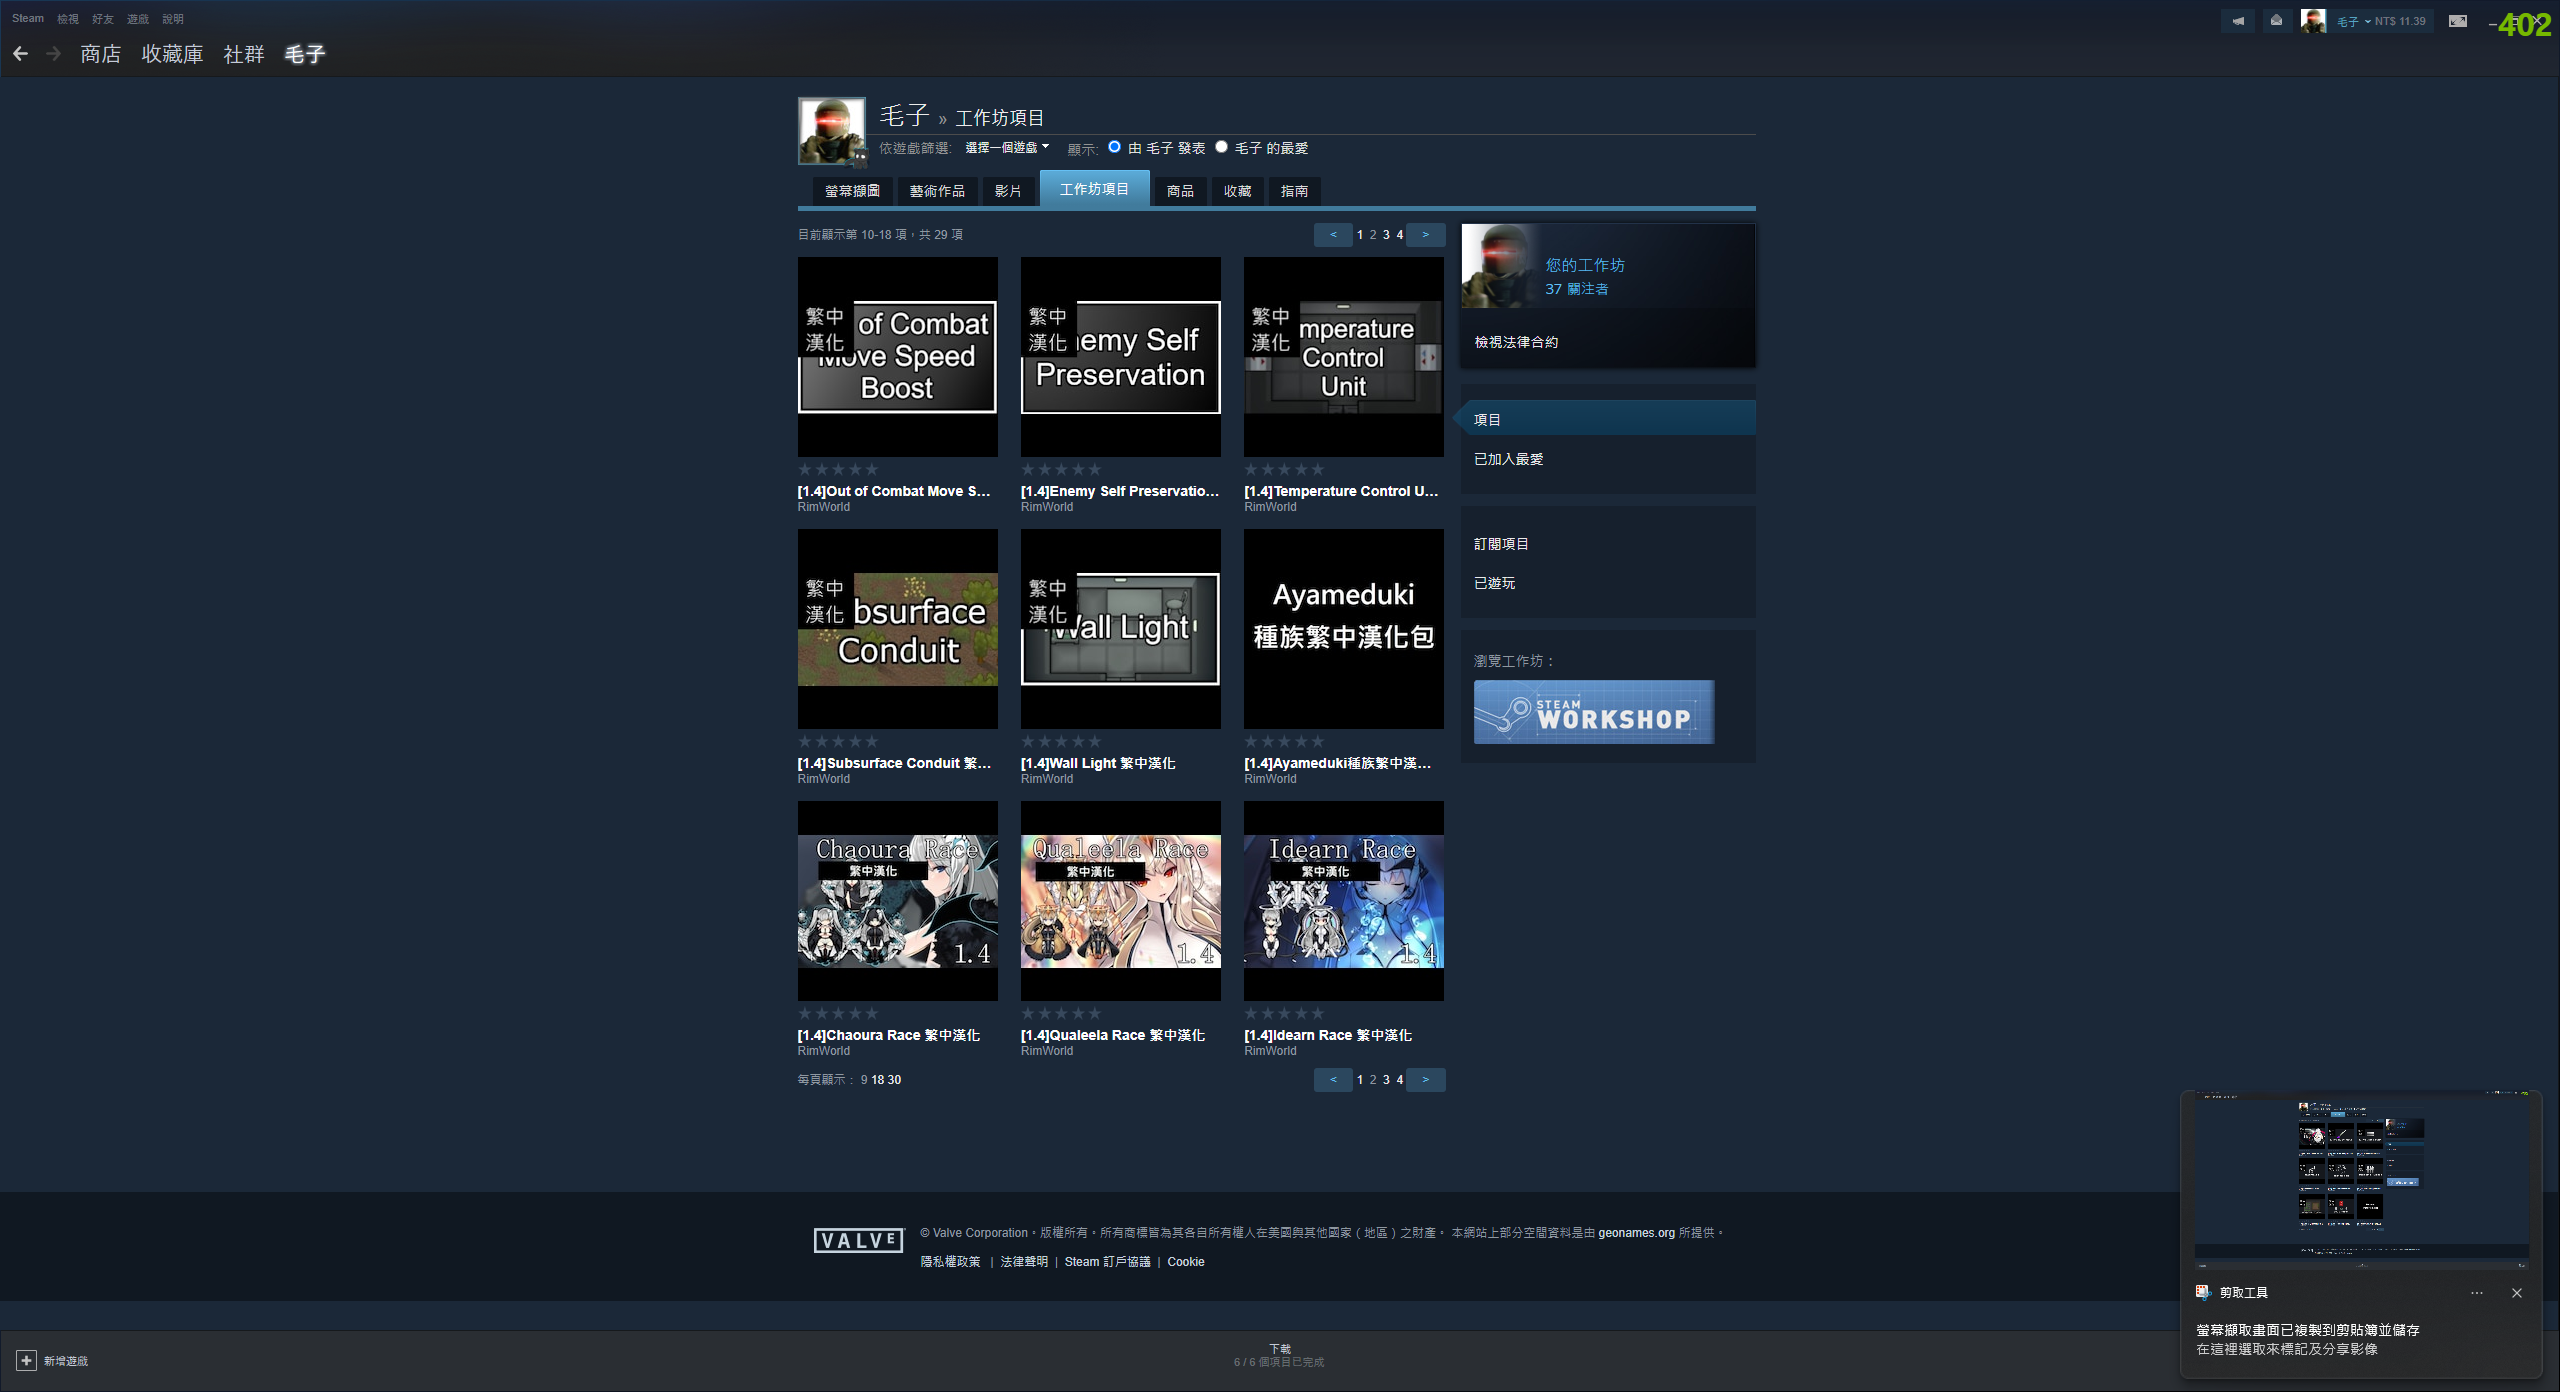 Steam 檢視 好友 遊戲 說明
毛子 NT$ 11.39
402
商店 收藏庫 社群 毛子
毛子 » 工作坊項目
依遊戲篩選: 選擇一個遊戲 顯示: 由 毛子 發表 毛子 的最愛
螢幕擷圖 藝術作品 影片 工作坊項目 商品 收藏 指南
目前顯示第 10-18 項，共 29 項
< 1 2 3 4 >
您的工作坊
37 關注者
檢視法律合約
項目
已加入最愛
訂閱項目
已遊玩
瀏覽工作坊：
STEAM
WORKSHOP
繁中
漢化
of Combat
Move Speed
Boost
繁中
漢化
nemy Self
Preservation
繁中
漢化
mperature
Control
Unit
[1.4]Out of Combat Move S...
RimWorld
[1.4]Enemy Self Preservatio...
RimWorld
[1.4]Temperature Control U...
RimWorld
繁中
漢化
bsurface
Conduit
繁中
漢化
Wall Light
Ayameduki
種族繁中漢化包
[1.4]Subsurface Conduit 繁...
RimWorld
[1.4]Wall Light 繁中漢化
RimWorld
[1.4]Ayameduki種族繁中漢...
RimWorld
Chaoura Race
繁中漢化
1.4
Qualeela Race
繁中漢化
1.4
Idearn Race
繁中漢化
1.4
[1.4]Chaoura Race 繁中漢化
RimWorld
[1.4]Qualeela Race 繁中漢化
RimWorld
[1.4]Idearn Race 繁中漢化
RimWorld
每頁顯示： 9 18 30
< 1 2 3 4 >
VALVE
© Valve Corporation。版權所有。所有商標皆為其各自所有權人在美國與其他國家（地區）之財產。 本網站上部分空間資料是由 geonames.org 所提供。
隱私權政策 | 法律聲明 | Steam 訂戶協議 | Cookie
新增遊戲
下載
6 / 6 個項目已完成
剪取工具
螢幕擷取畫面已複製到剪貼簿並儲存
在這裡選取來標記及分享影像